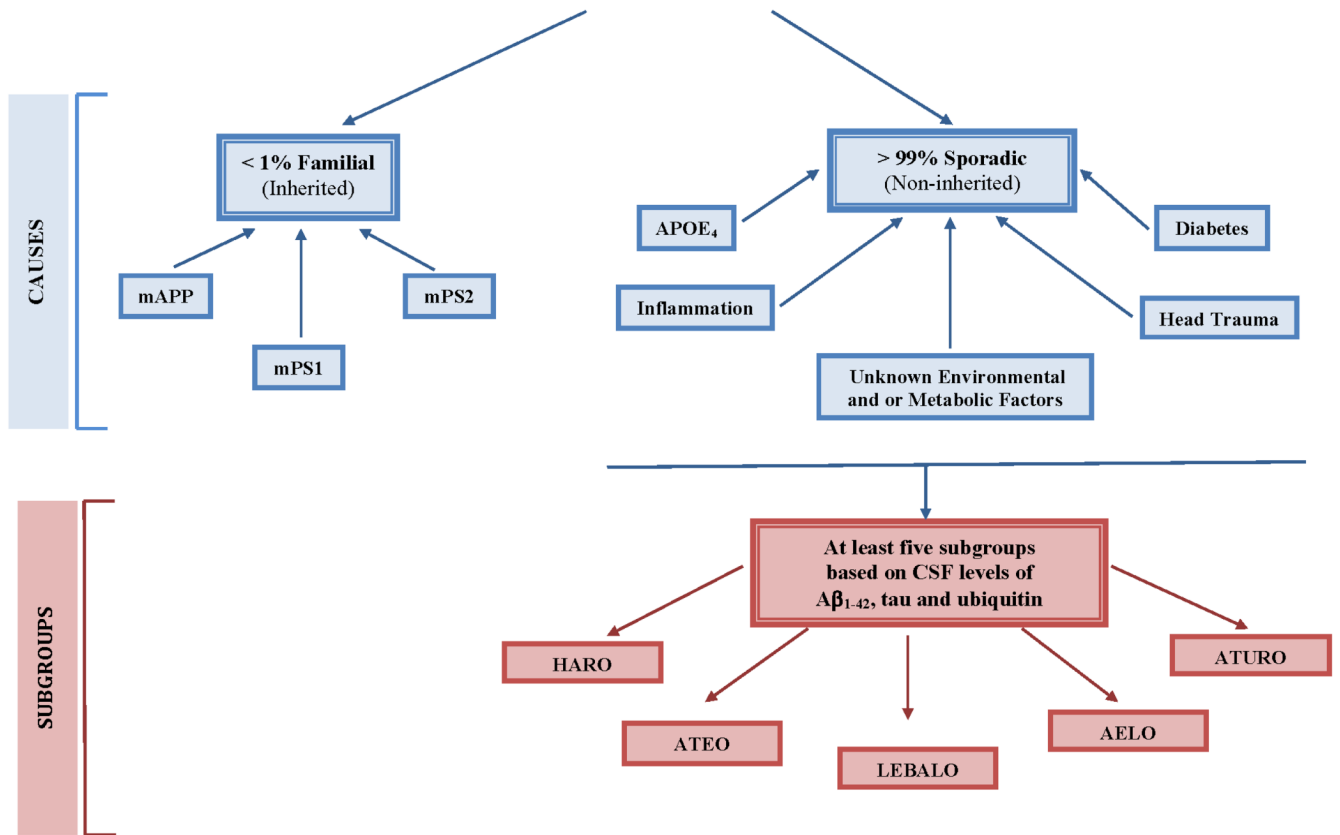 CAUSES
< 1% Familial
(Inherited)
> 99% Sporadic
(Non-inherited)
APOE₄
Diabetes
mAPP
mPS2
Inflammation
Head Trauma
mPS1
Unknown Environmental
and or Metabolic Factors
SUBGROUPS
At least five subgroups
based on CSF levels of
Aβ₁₋₄₂, tau and ubiquitin
HARO
ATURO
ATEO
AELO
LEBALO